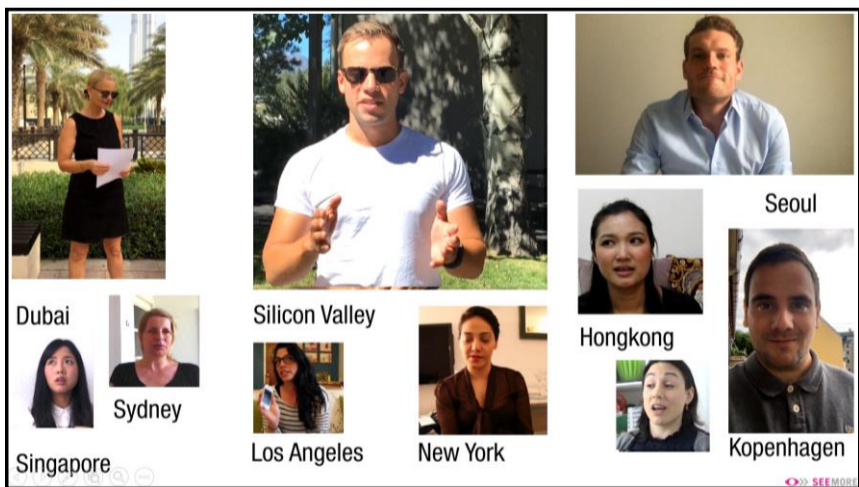 Dubai
Sydney
Singapore
Silicon Valley
Los Angeles
New York
Seoul
Hongkong
Kopenhagen
SEEMORE